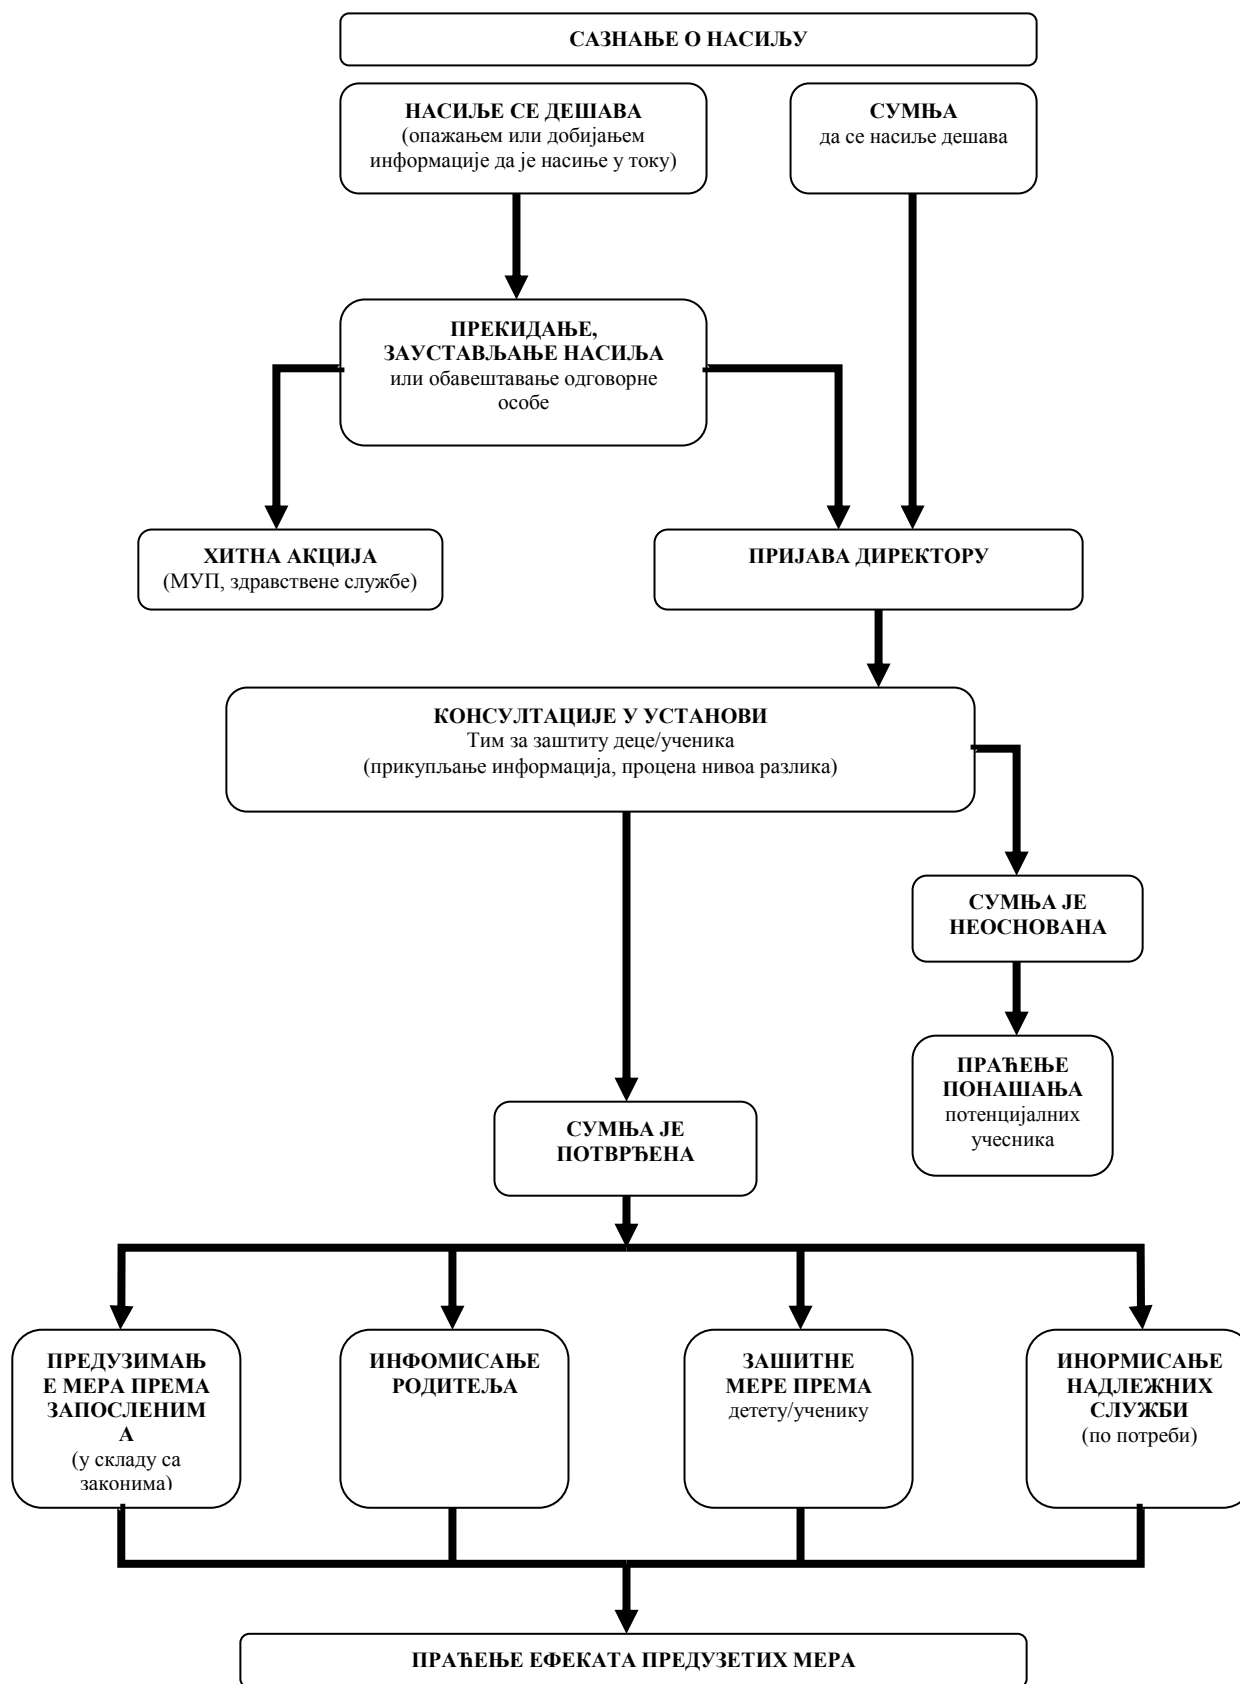 САЗНАЊЕ О НАСИЉУ
НАСИЉЕ СЕ ДЕШАВА
(опажањем или добијањем
информације да је насиње у току)
СУМЊА
да се насиље дешава
ПРЕКИДАЊЕ,
ЗАУСТАВЉАЊЕ НАСИЉА
или обавештавање одговорне
особе
ХИТНА АКЦИЈА
(МУП, здравствене службе)
ПРИЈАВА ДИРЕКТОРУ
КОНСУЛТАЦИЈЕ У УСТАНОВИ
Тим за заштиту деце/ученика
(прикупљање информација, процена нивоа разлика)
СУМЊА ЈЕ
НЕОСНОВАНА
ПРАЋЕЊЕ
ПОНАШАЊА
потенцијалних
учесника
СУМЊА ЈЕ
ПОТВРЂЕНА
ПРЕДУЗИМАЊ
Е МЕРА ПРЕМА
ЗАПОСЛЕНИМ
А
(у складу са
законима)
ИНФОМИСАЊЕ
РОДИТЕЉА
ЗАШИТНЕ
МЕРЕ ПРЕМА
детету/ученику
ИНОРМИСАЊЕ
НАДЛЕЖНИХ
СЛУЖБИ
(по потреби)
ПРАЋЕЊЕ ЕФЕКАТА ПРЕДУЗЕТИХ МЕРА